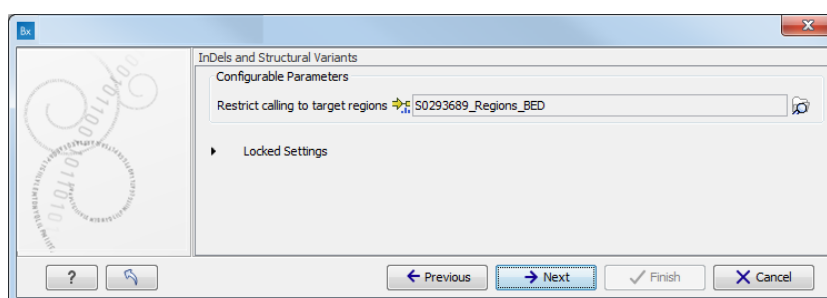 Bx
InDels and Structural Variants
Configurable Parameters
Restrict calling to target regions S0293689_Regions_BED
Locked Settings
? Previous Next Finish Cancel